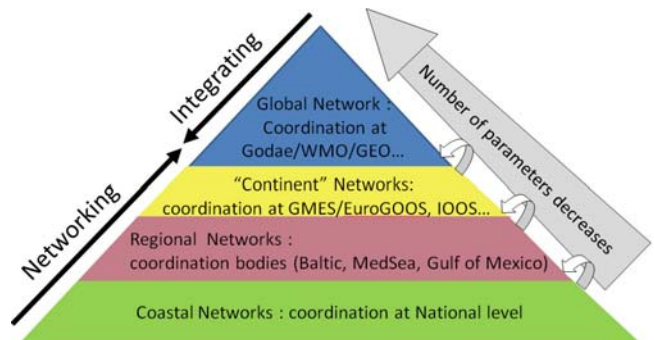 Integrating
Networking
Number of parameters decreases
Global Network :
Coordination at
Godae/WMO/GEO...
“Continent” Networks:
coordination at GMES/EuroGOOS, IOOS...
Regional Networks :
coordination bodies (Baltic, MedSea, Gulf of Mexico)
Coastal Networks : coordination at National level